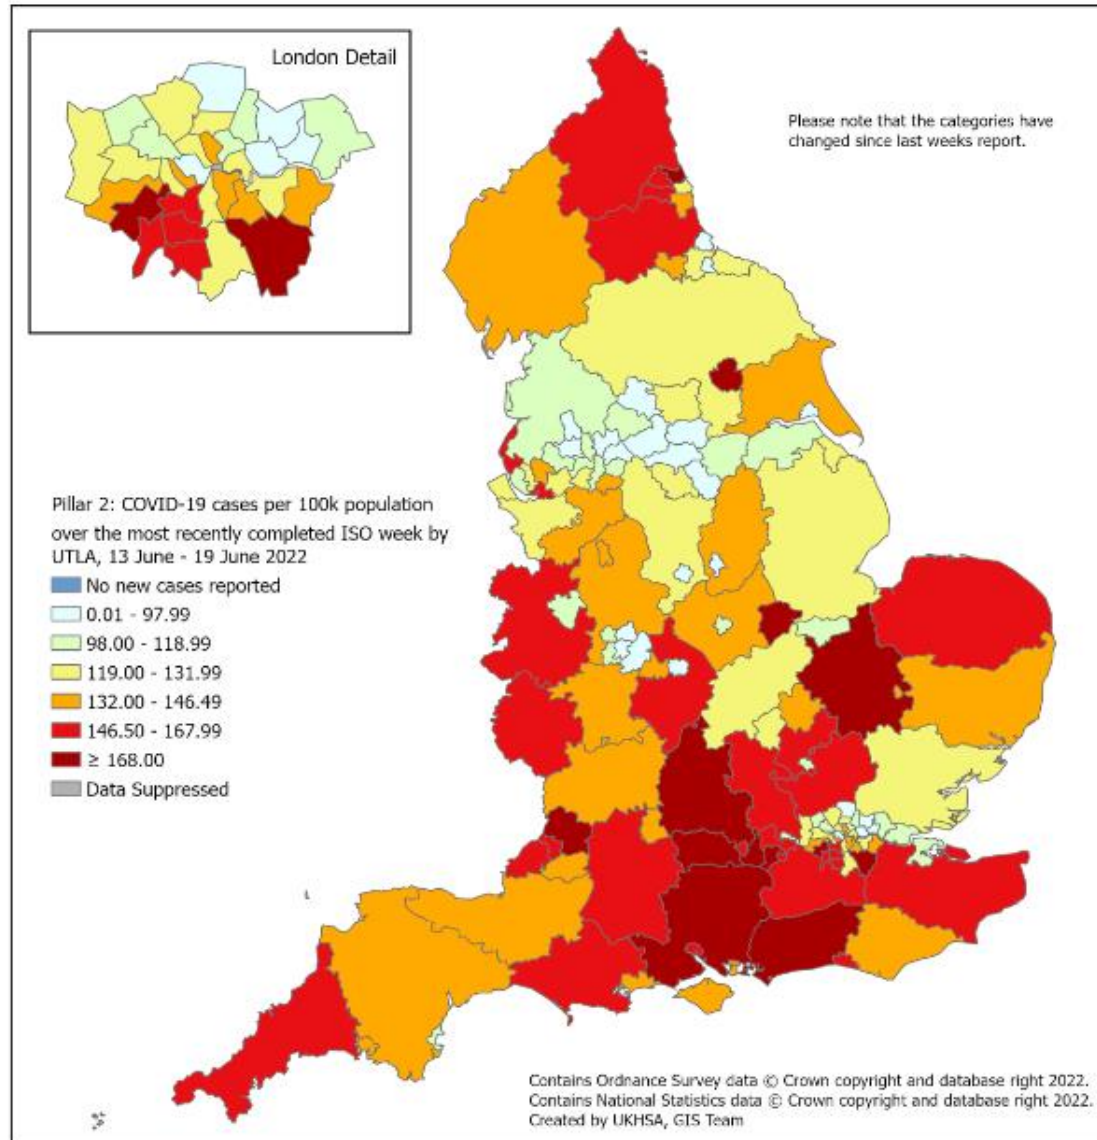 London Detail
Please note that the categories have
changed since last weeks report.
Pillar 2: COVID-19 cases per 100k population
over the most recently completed ISO week by
UTLA, 13 June - 19 June 2022
No new cases reported
0.01 - 97.99
98.00 - 118.99
119.00 - 131.99
132.00 - 146.49
146.50 - 167.99
≥ 168.00
Data Suppressed
Contains Ordnance Survey data © Crown copyright and database right 2022.
Contains National Statistics data © Crown copyright and database right 2022.
Created by UKHSA, GIS Team